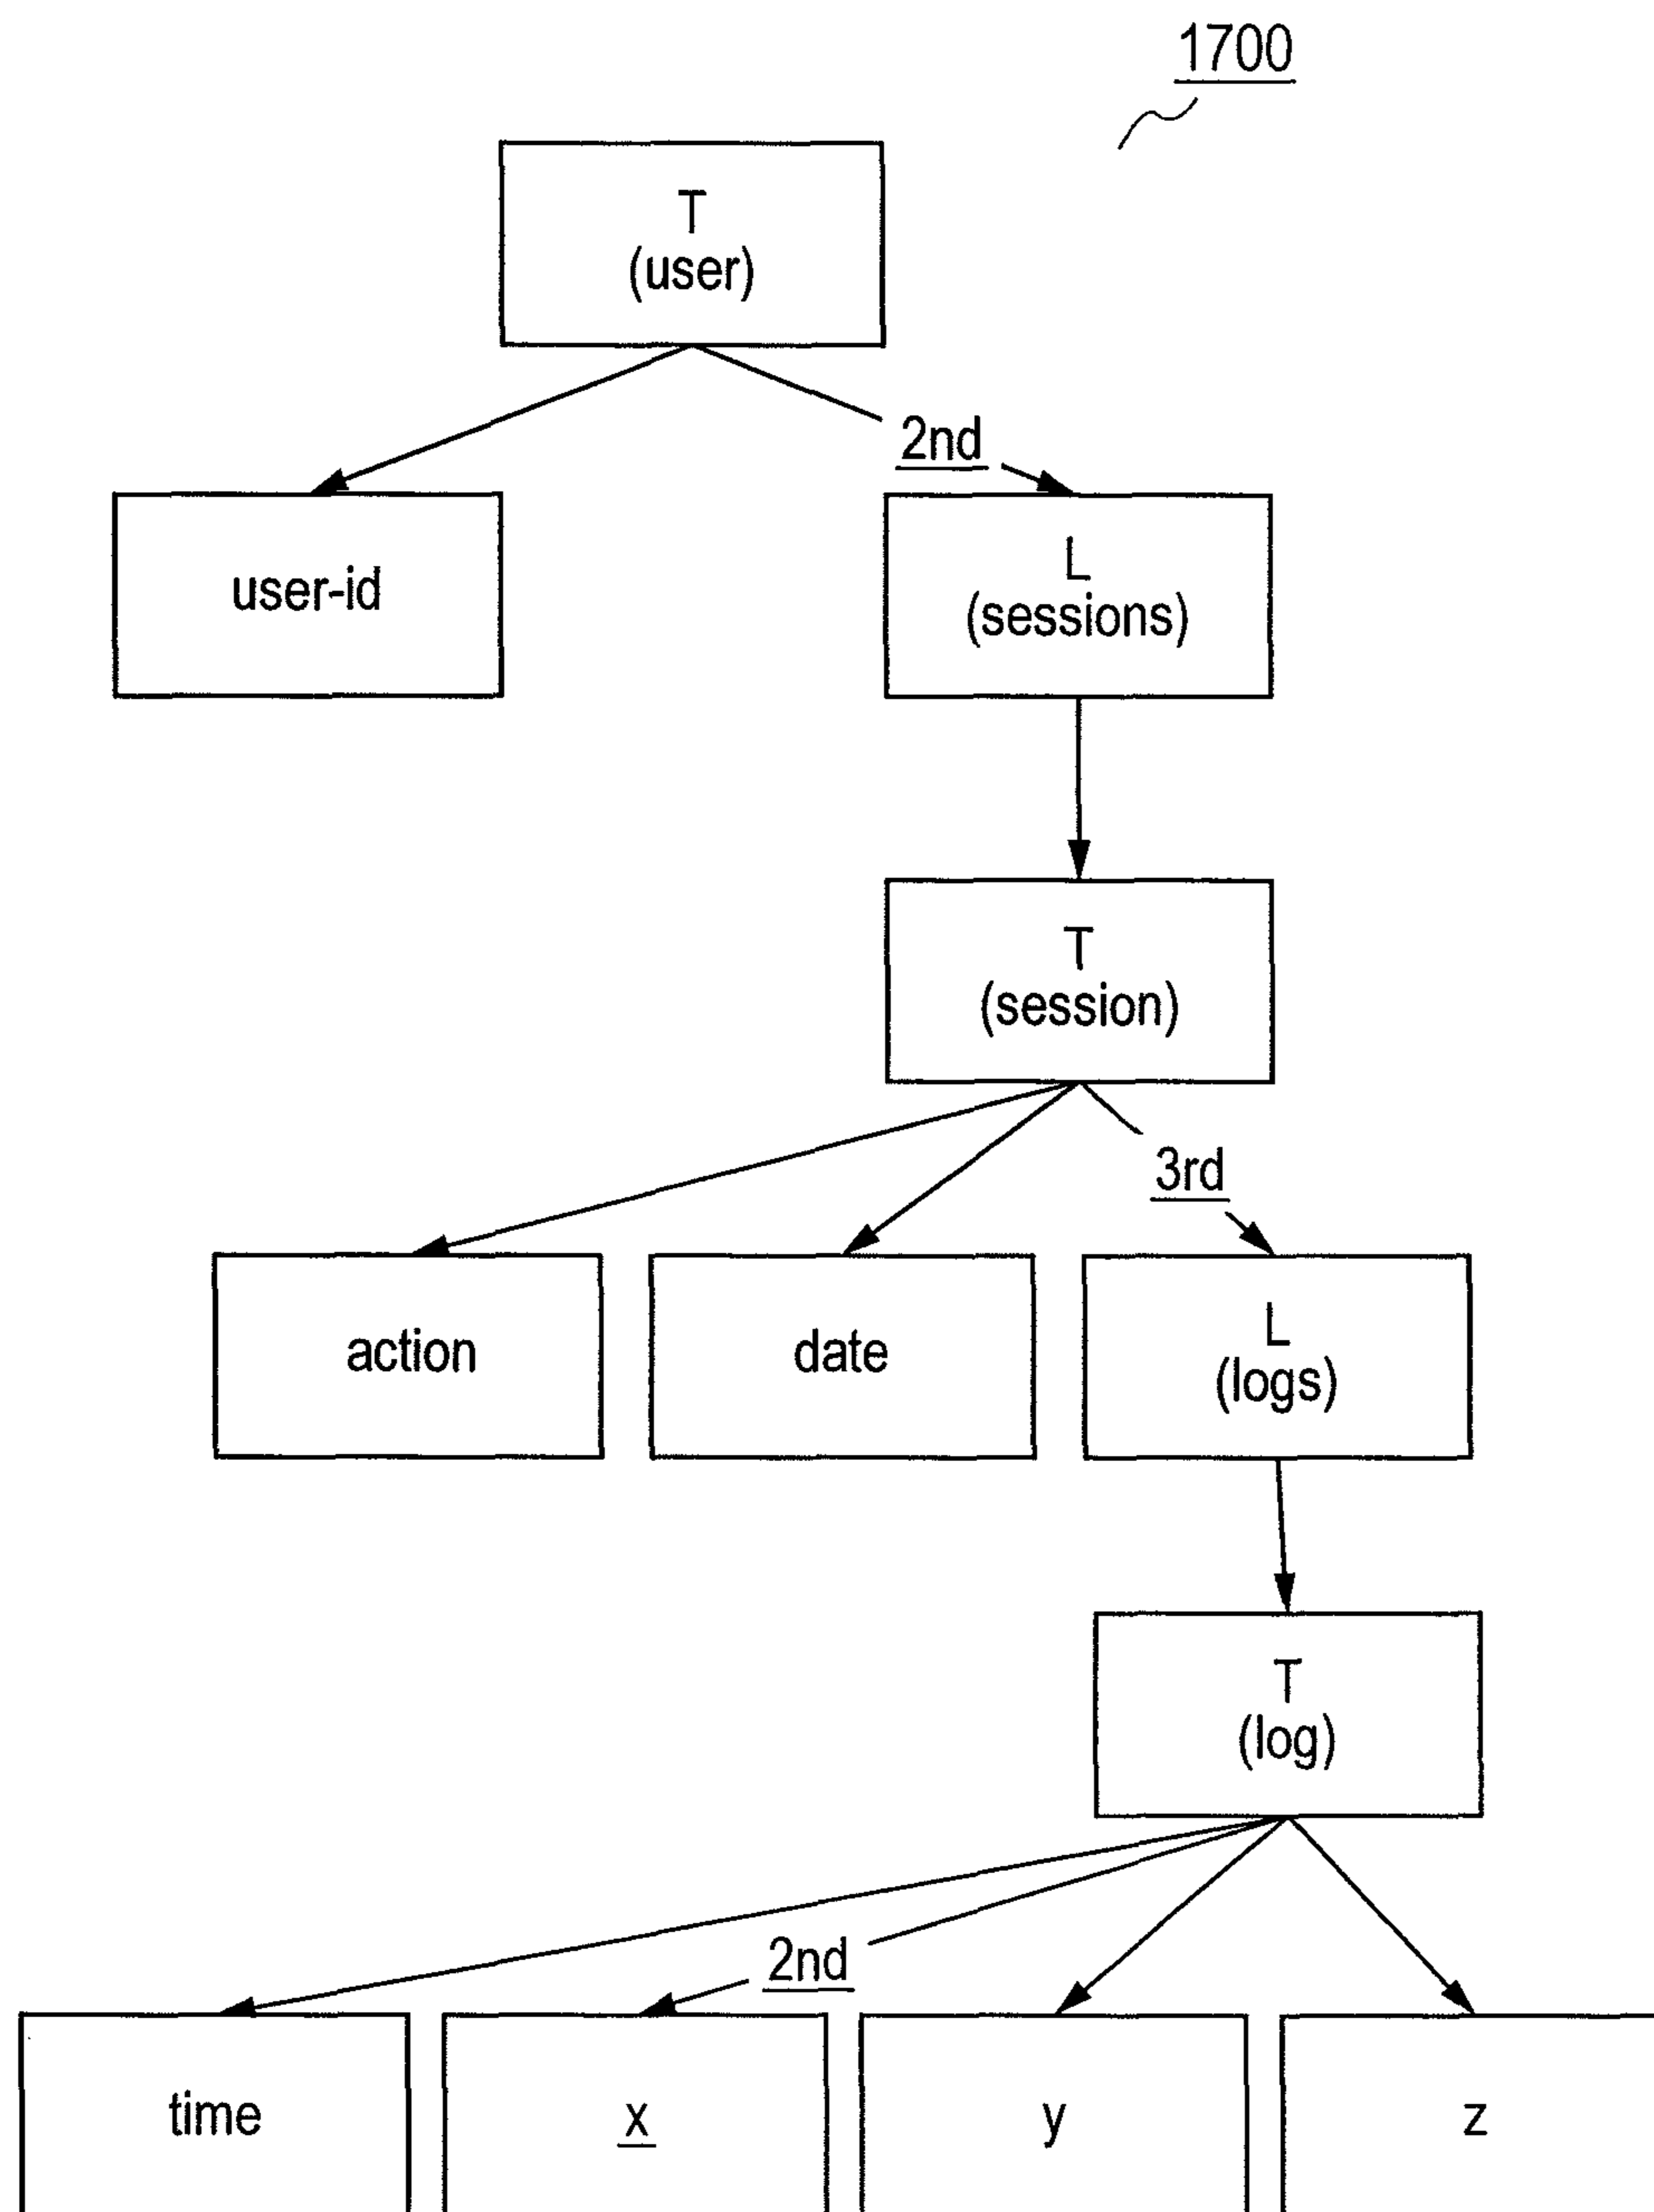 1700
T
(user)
2nd
user-id
L
(sessions)
T
(session)
3rd
action
date
L
(logs)
T
(log)
2nd
time
x
y
z